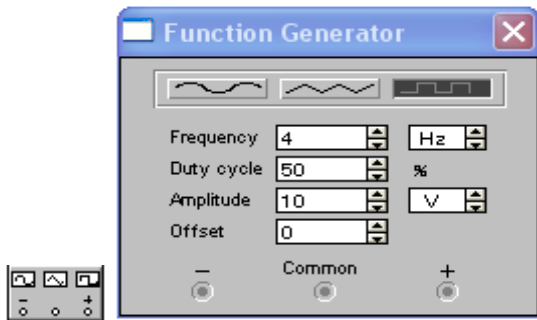 Function Generator
Frequency 4 Hz
Duty cycle 50 %
Amplitude 10 V
Offset 0
− Common +
− +